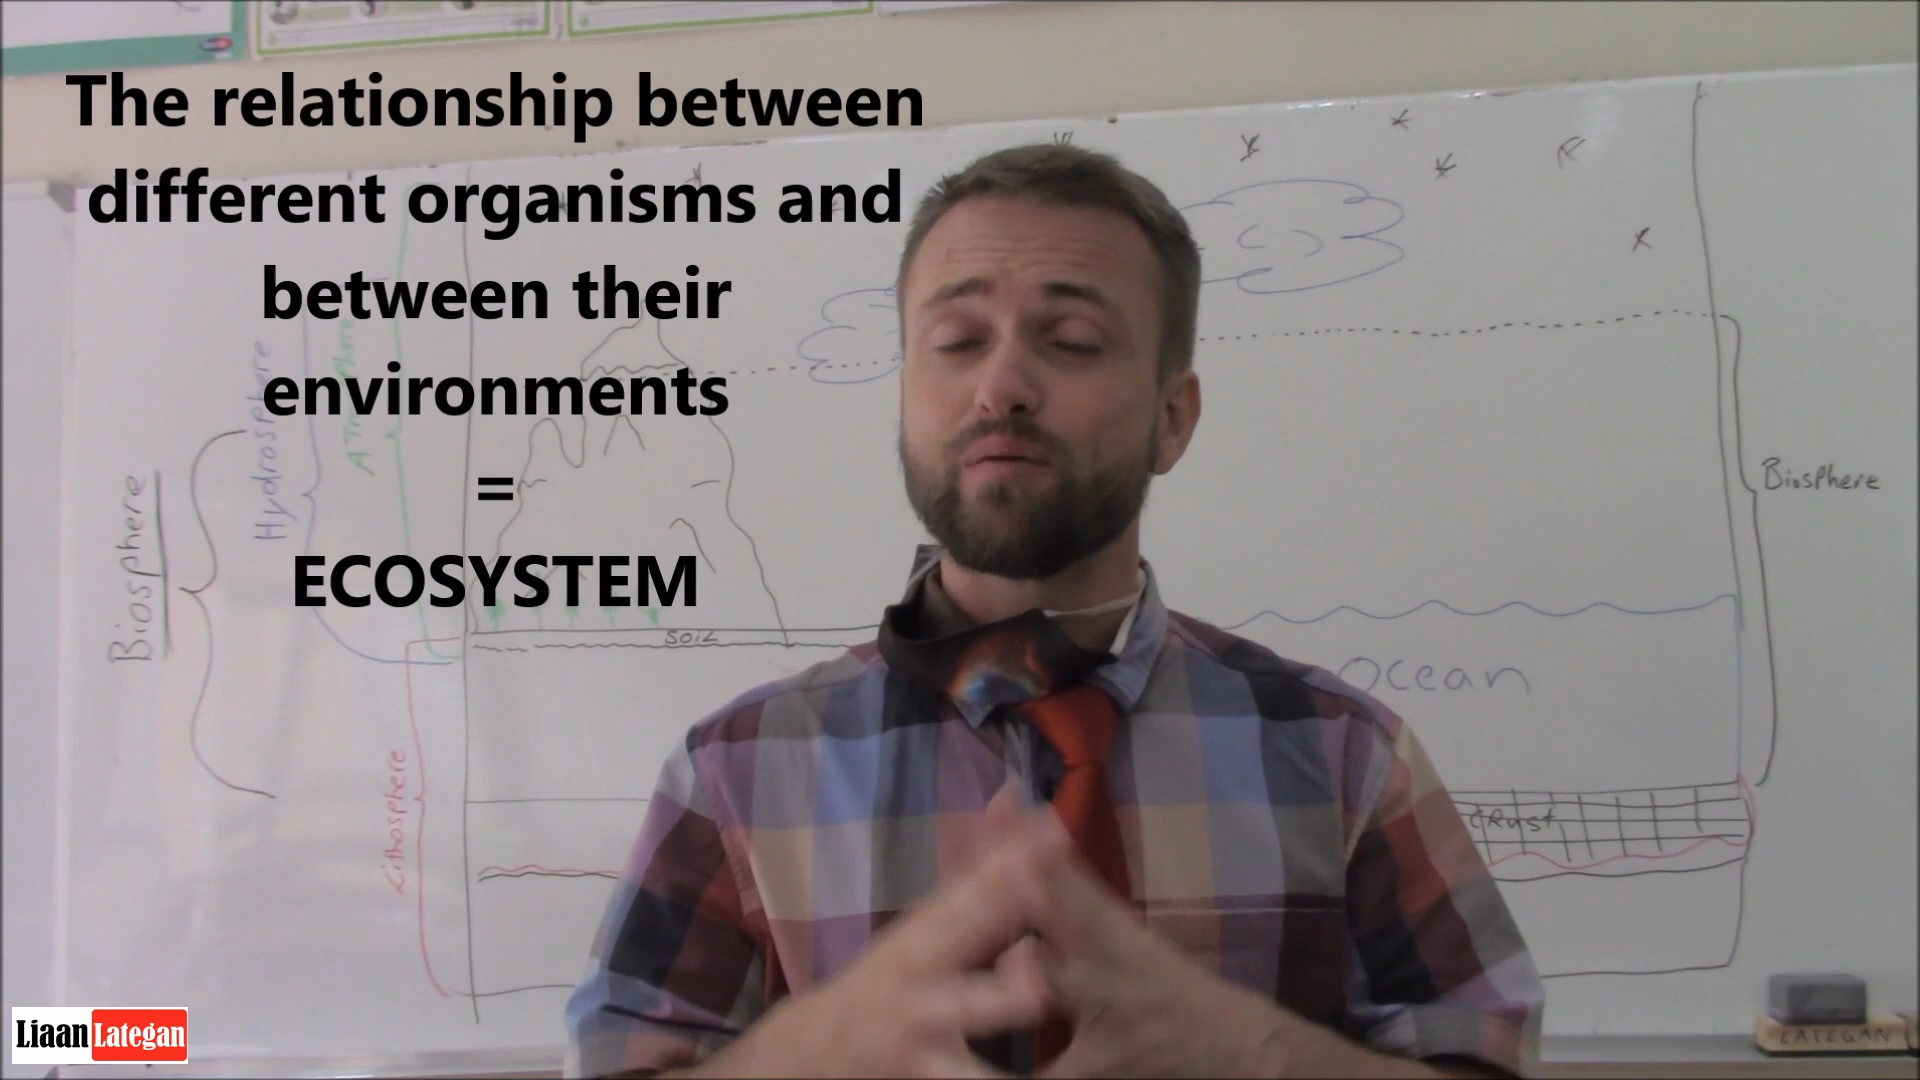 The relationship between
different organisms and
between their
environments
=
ECOSYSTEM
Biosphere
Hydrosphere
ATmosphere
Lithosphere
SOIL
Ocean
Biosphere
CRUST
Liaan Lategan
LATEGAN